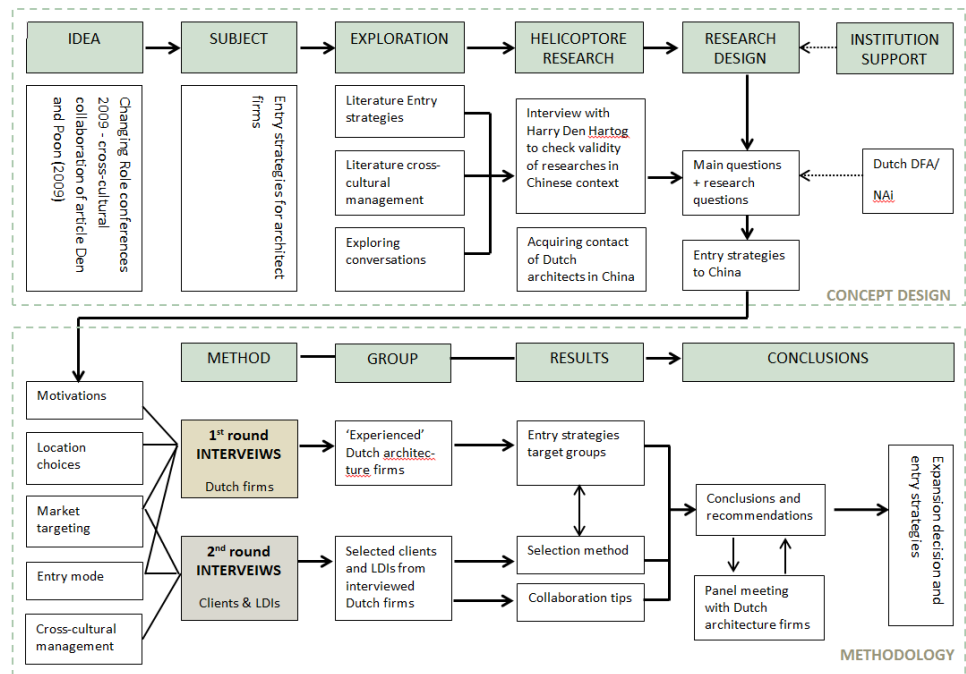 IDEA
SUBJECT
EXPLORATION
HELICOPTORE
RESEARCH
RESEARCH
DESIGN
INSTITUTION
SUPPORT
Changing Role conferences
2009 - cross-cultural
collaboration of article Den
and Poon (2009)
Entry strategies for architect
firms
Literature Entry
strategies
Literature cross-
cultural
management
Exploring
conversations
Interview with
Harry Den Hartog
to check validity
of researches in
Chinese context
Acquiring contact
of Dutch
architects in China
Main questions
+ research
questions
Entry strategies
to China
Dutch DFA/
NAi
CONCEPT DESIGN
METHOD
GROUP
RESULTS
CONCLUSIONS
Motivations
Location
choices
Market
targeting
Entry mode
Cross-cultural
management
1st round
INTERVEIWS
Dutch firms
2nd round
INTERVEIWS
Clients & LDIs
‘Experienced’
Dutch architec-
ture firms
Selected clients
and LDIs from
interviewed
Dutch firms
Entry strategies
target groups
Selection method
Collaboration tips
Conclusions and
recommendations
Panel meeting
with Dutch
architecture firms
Expansion decision and
entry strategies
METHODOLOGY